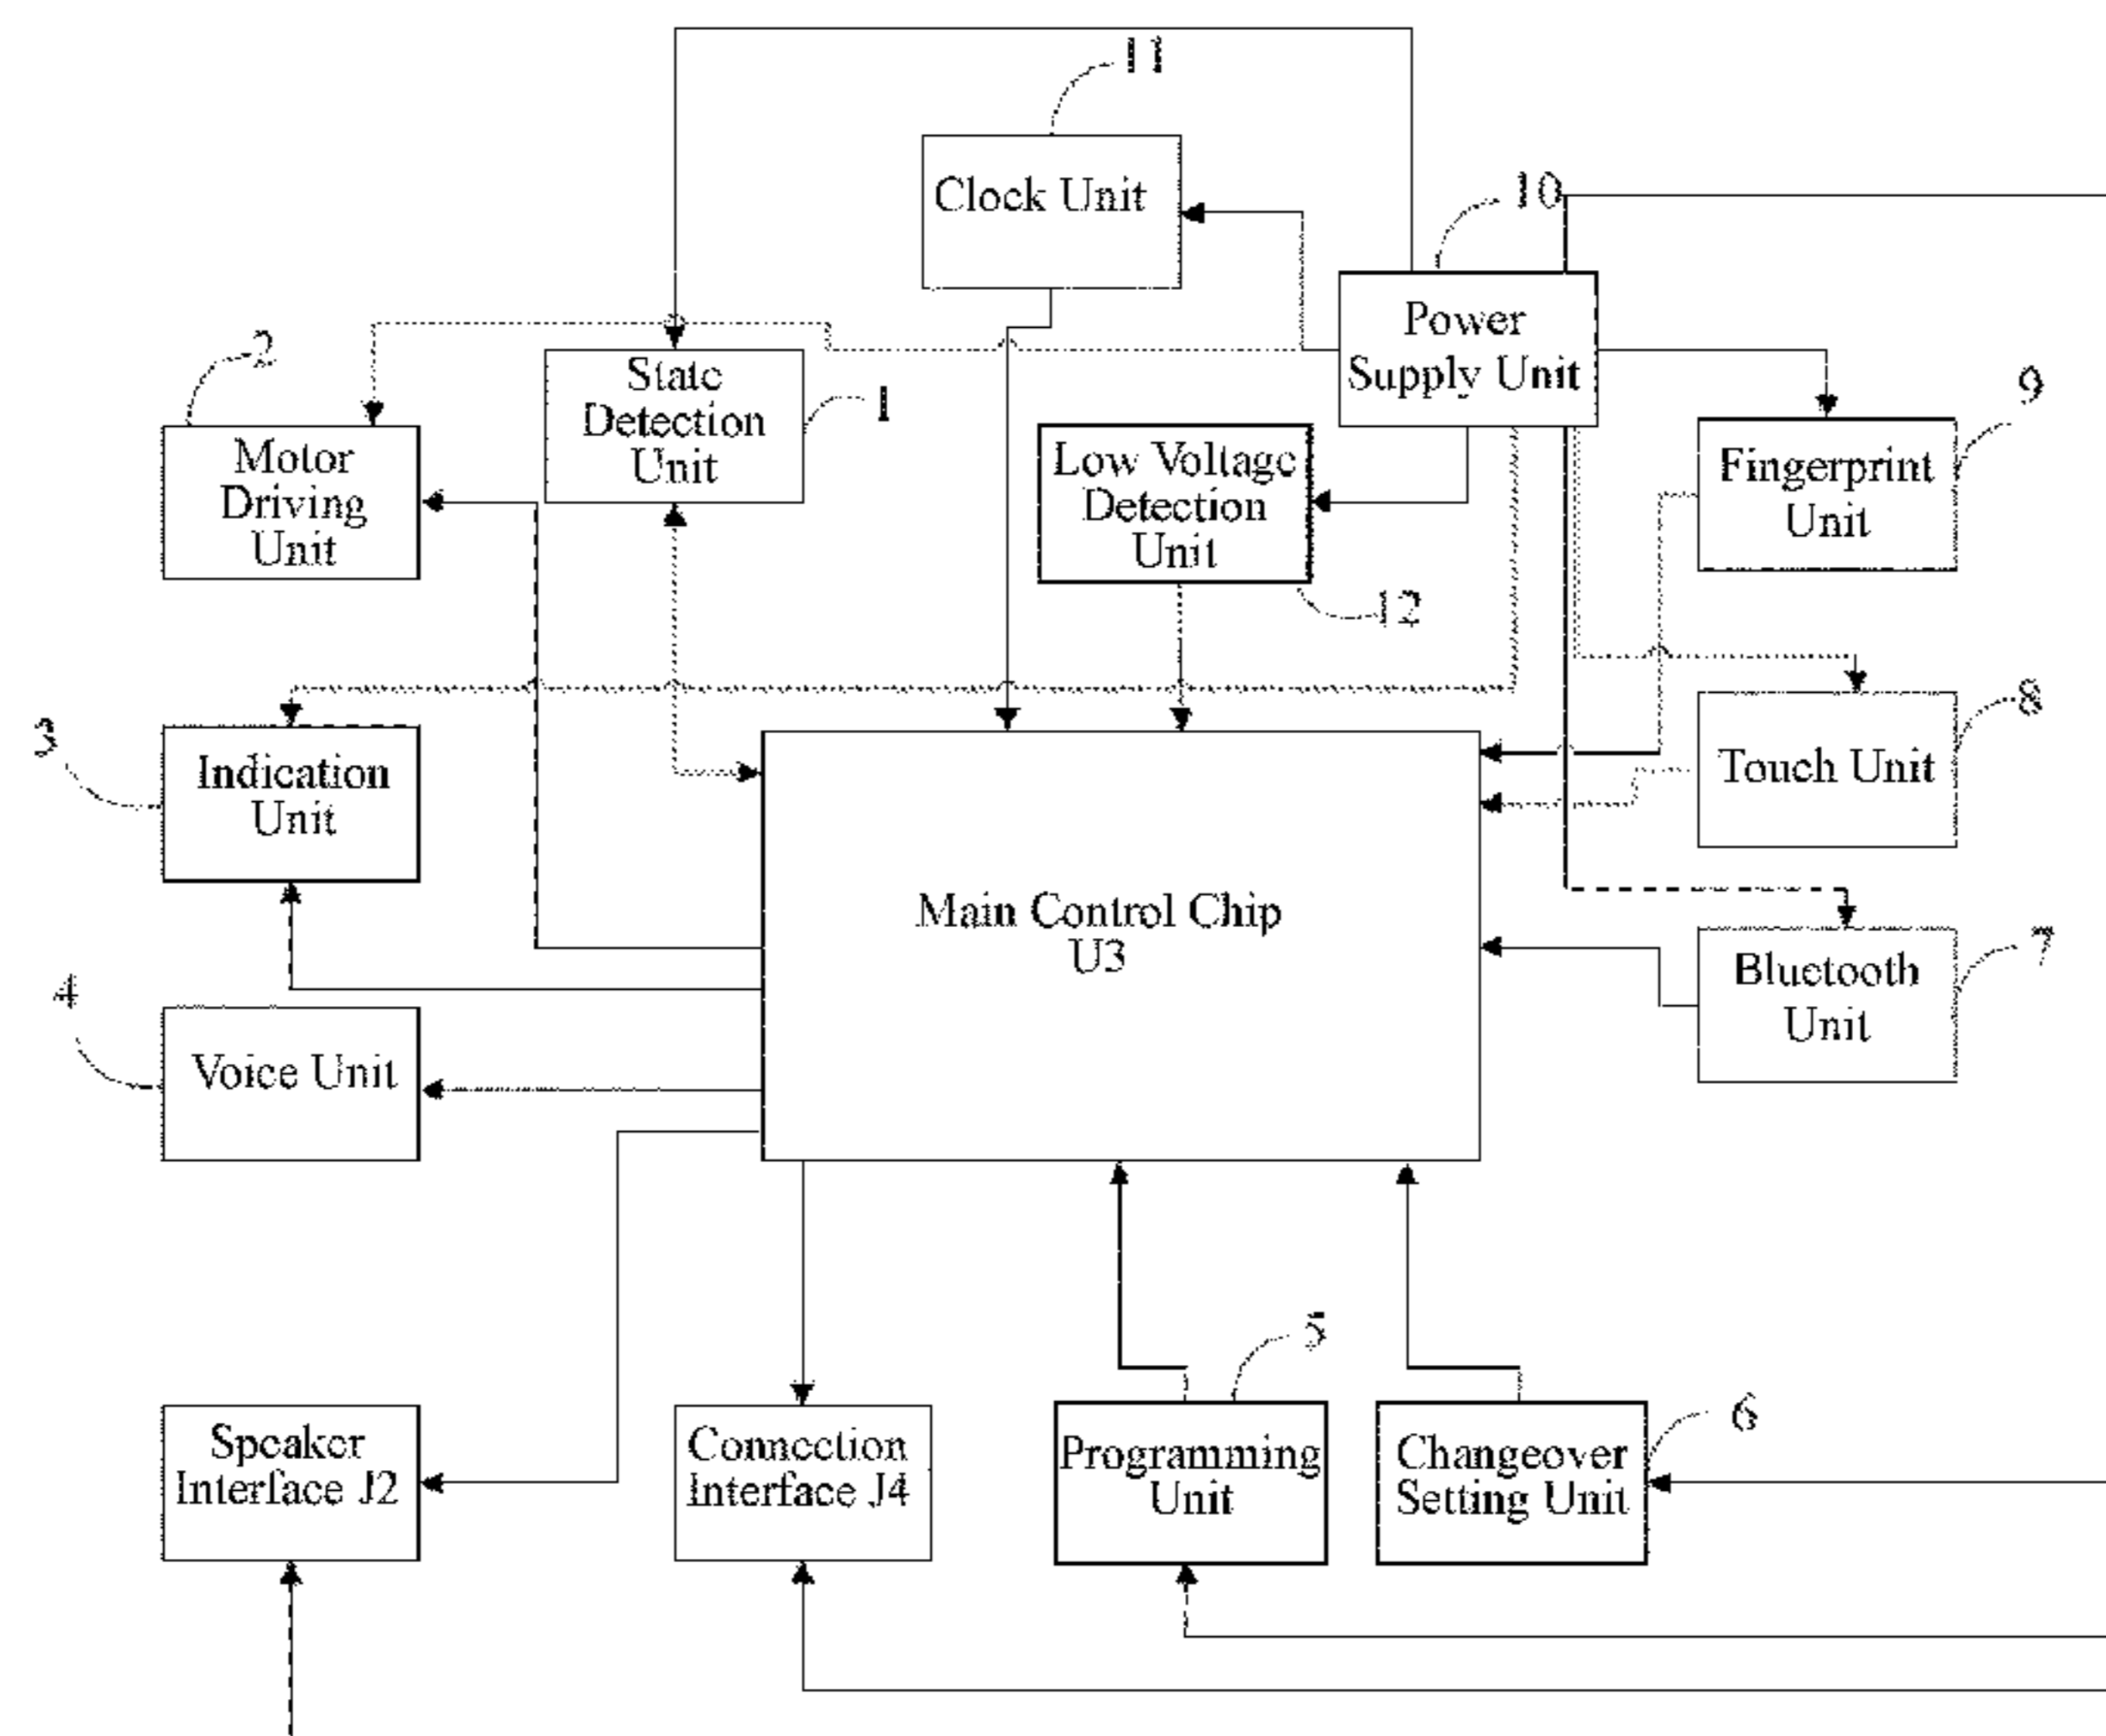 11
Clock Unit
10
Power
Supply Unit
2
Motor
Driving
Unit
State
Detection
Unit
1
Low Voltage
Detection
Unit
12
9
Fingerprint
Unit
3
Indication
Unit
8
Touch Unit
Main Control Chip
U3
7
Bluetooth
Unit
4
Voice Unit
5
6
Speaker
Interface J2
Connection
Interface J4
Programming
Unit
Changeover
Setting Unit